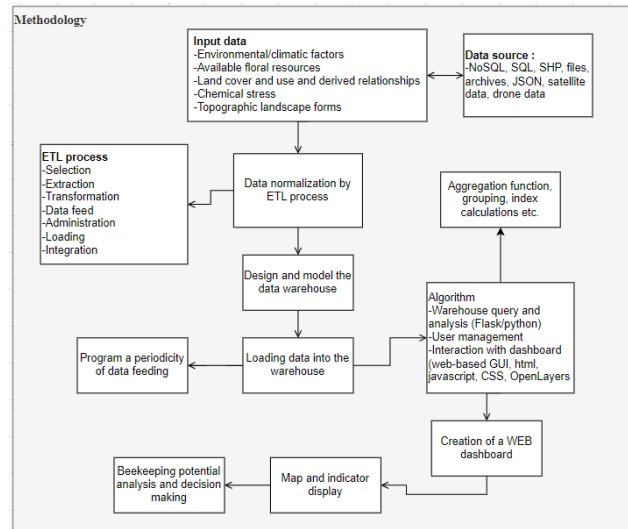 Methodology
Input data
-Environmental/climatic factors
-Available floral resources
-Land cover and use and derived relationships
-Chemical stress
-Topographic landscape forms
Data source :
-NoSQL, SQL, SHP, files,
archives, JSON, satellite
data, drone data
ETL process
-Selection
-Extraction
-Transformation
-Data feed
-Administration
-Loading
-Integration
Data normalization by
ETL process
Aggregation function,
grouping, index
calculations etc.
Design and model the
data warehouse
Algorithm
-Warehouse query and
analysis (Flask/python)
-User management
-Interaction with dashboard
(web-based GUI, html,
javascript, CSS, OpenLayers
Program a periodicity
of data feeding
Loading data into the
warehouse
Creation of a WEB
dashboard
Beekeeping potential
analysis and decision
making
Map and indicator
display